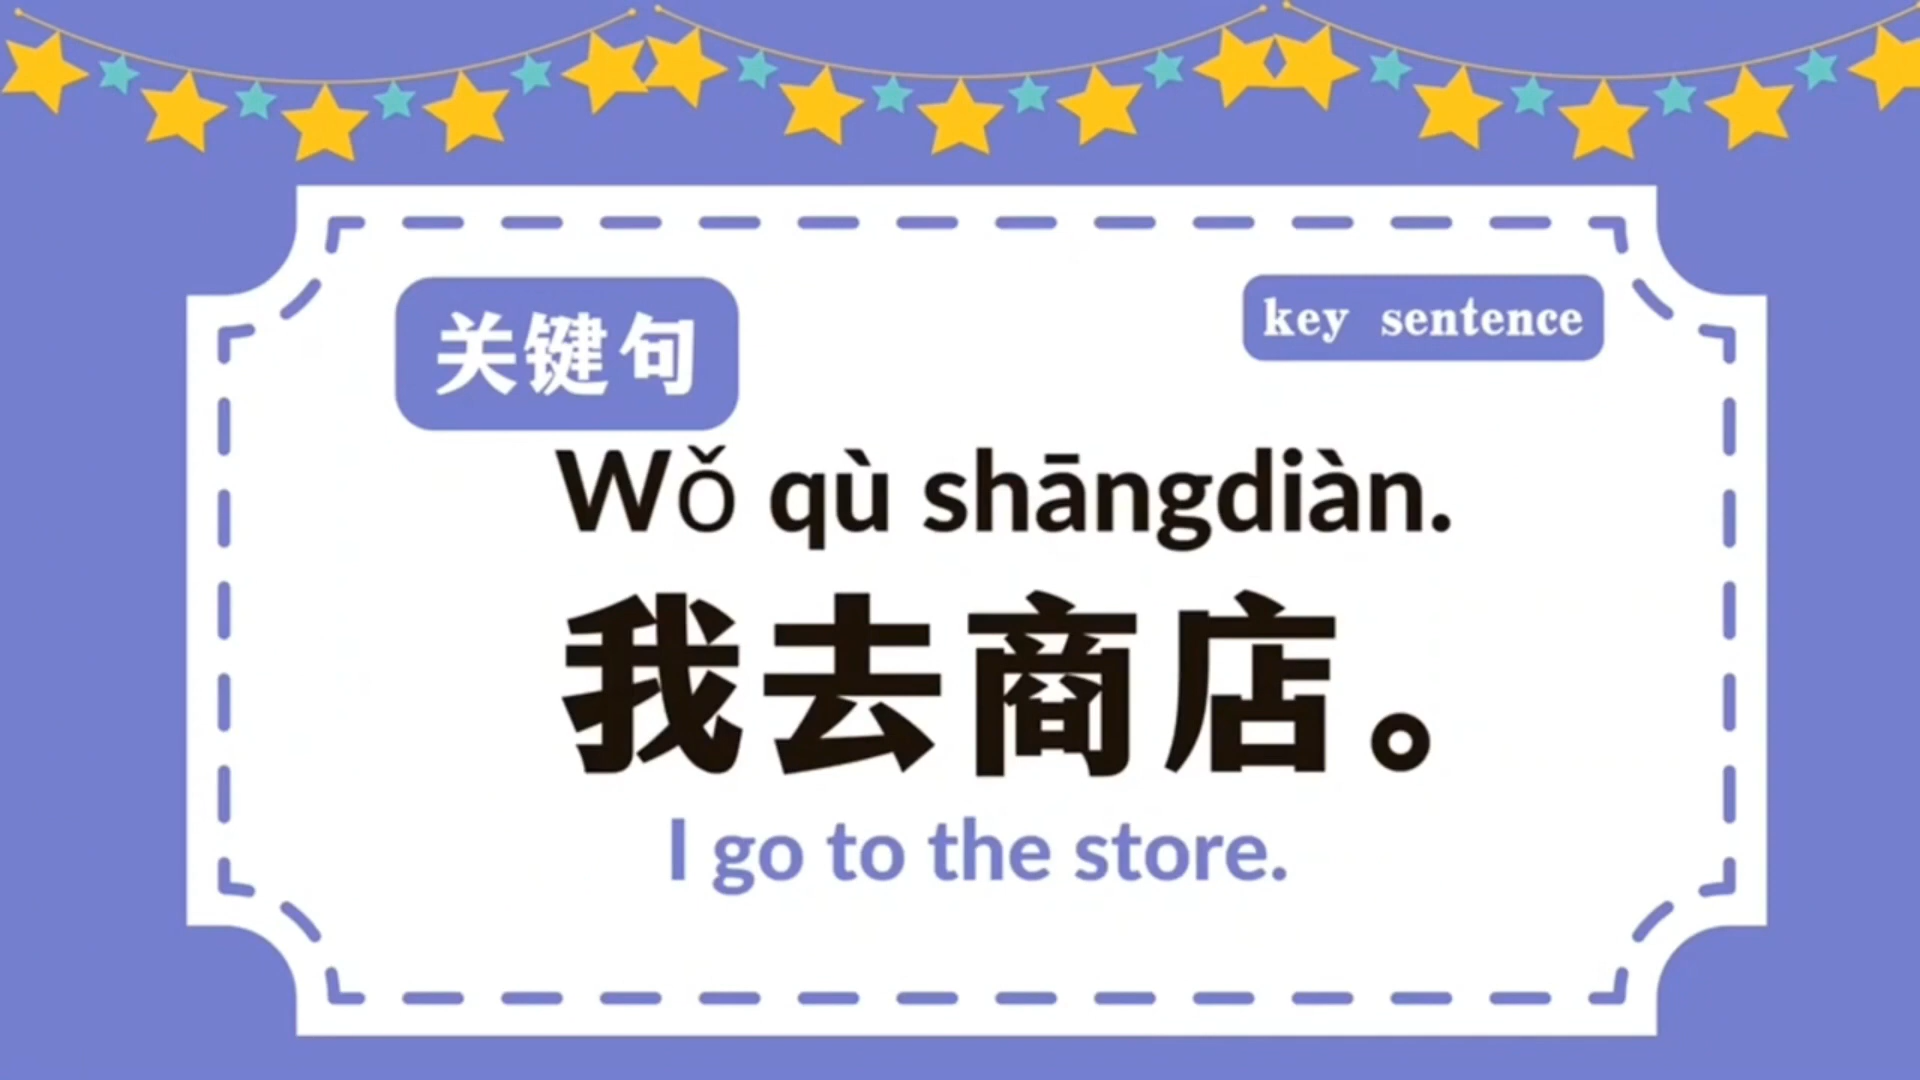 关键句
key sentence
Wǒ qù shāngdiàn.
我去商店。
I go to the store.